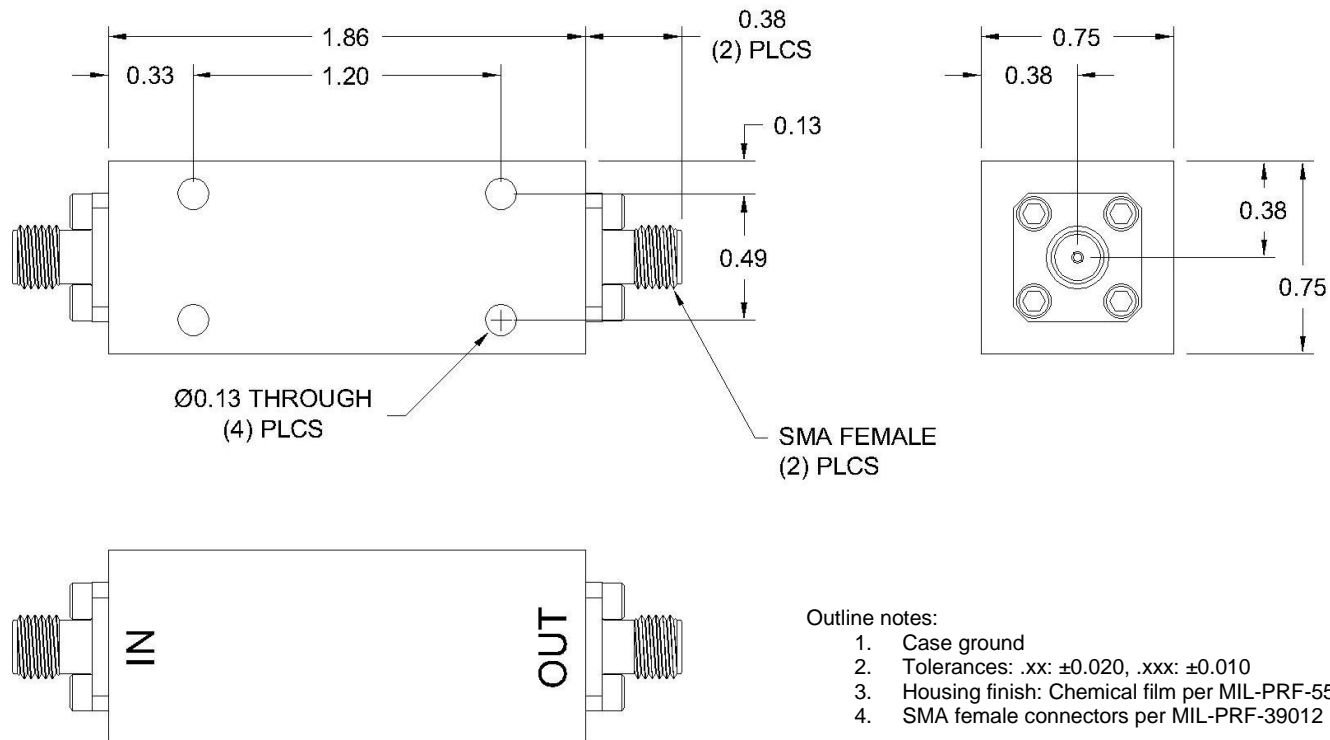 1.86
0.38
(2) PLCS
0.33
1.20
0.13
0.49
Ø0.13 THROUGH
(4) PLCS
SMA FEMALE
(2) PLCS
0.75
0.38
0.38
0.75
IN
OUT
Outline notes:
1. Case ground
2. Tolerances: .xx: ±0.020, .xxx: ±0.010
3. Housing finish: Chemical film per MIL-PRF-55
4. SMA female connectors per MIL-PRF-39012